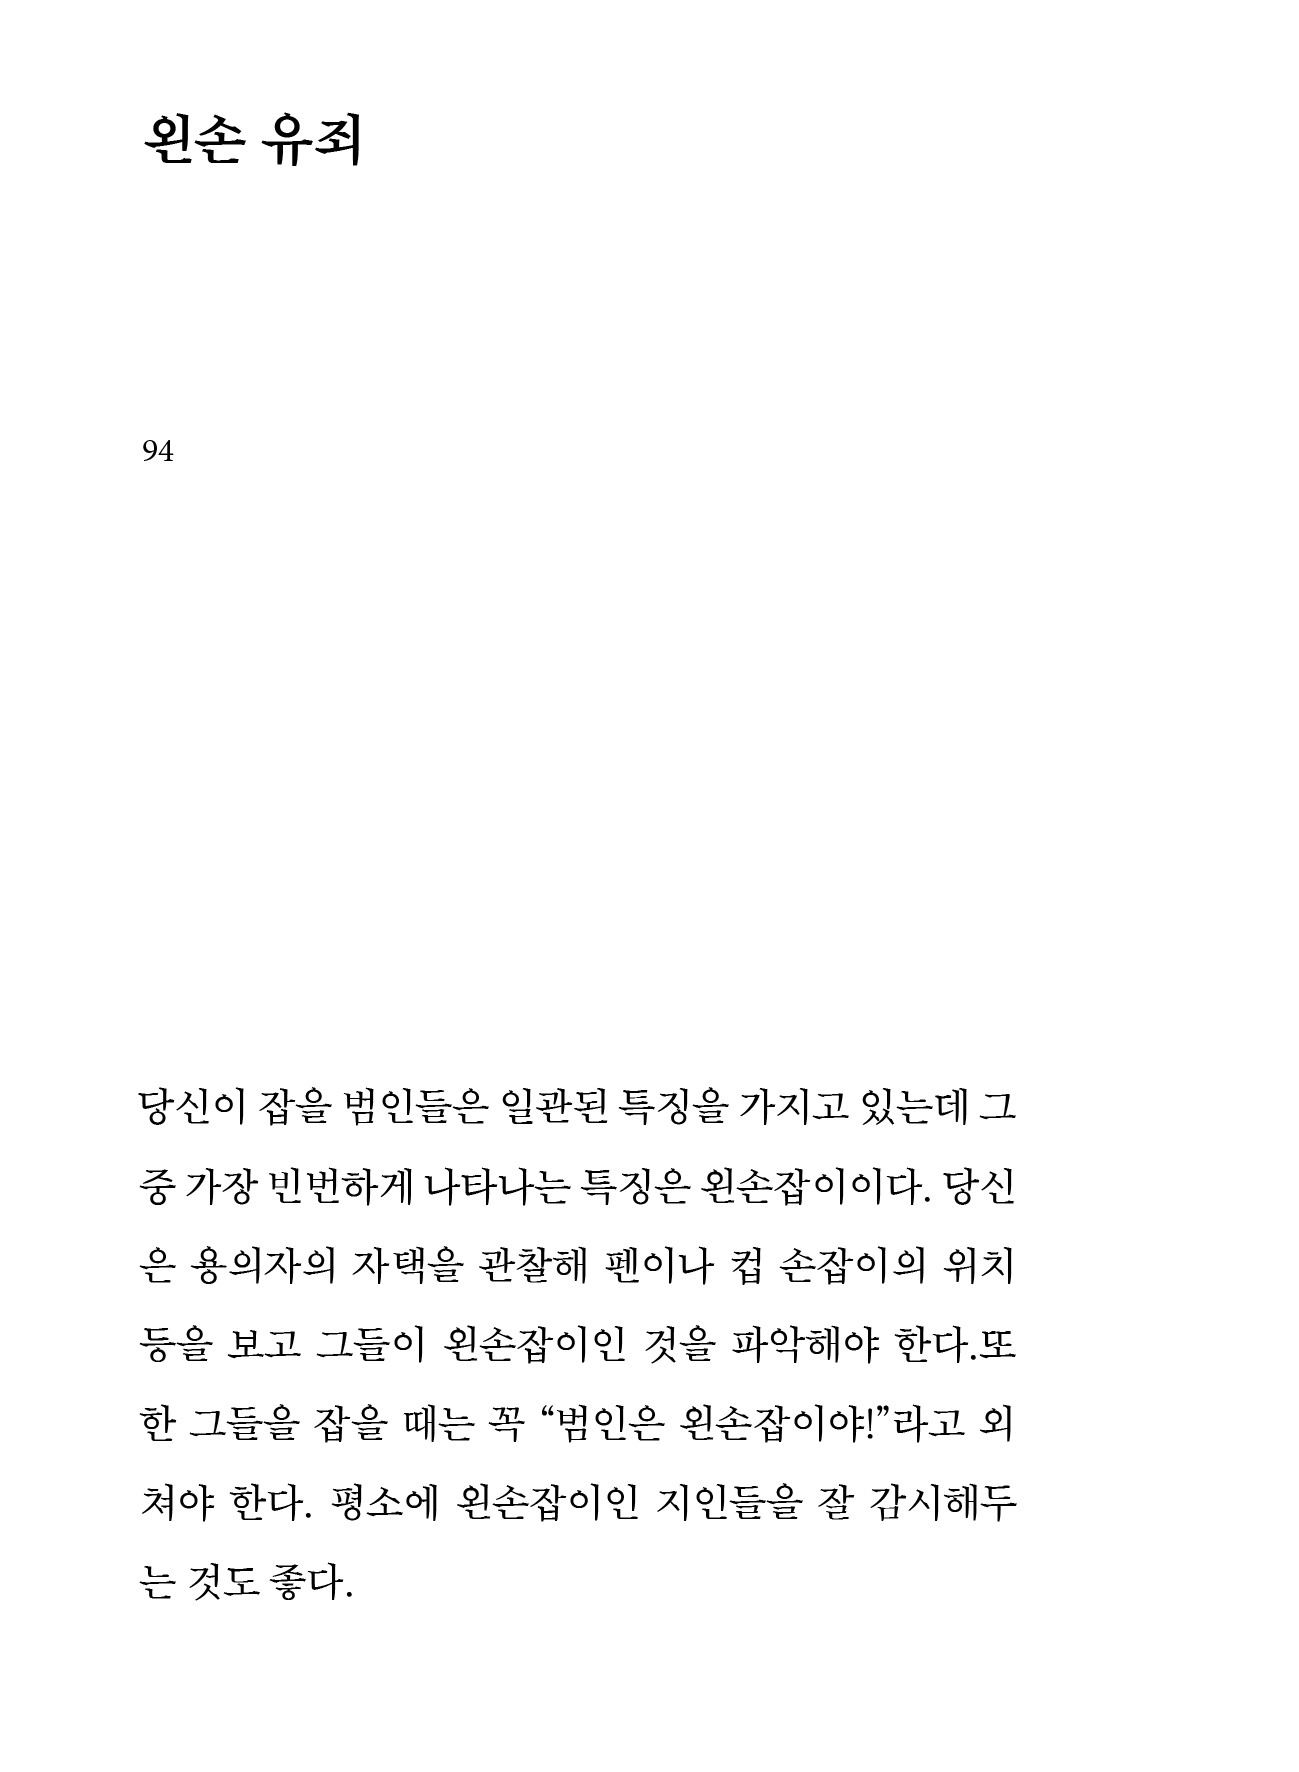 왼손 유죄
94
당신이 잡을 범인들은 일관된 특징을 가지고 있는데 그
중 가장 빈번하게 나타나는 특징은 왼손잡이이다. 당신
은 용의자의 자택을 관찰해 펜이나 컵 손잡이의 위치
등을 보고 그들이 왼손잡이인 것을 파악해야 한다.또
한 그들을 잡을 때는 꼭 “범인은 왼손잡이야!”라고 외
쳐야 한다. 평소에 왼손잡이인 지인들을 잘 감시해두
는 것도 좋다.